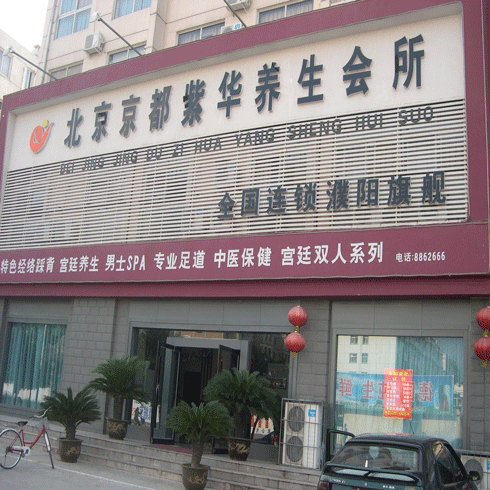 北京京都紫华养生会所
BEI JING JING DU ZI HUA YANG SHENG HUI SUO
全国连锁濮阳旗舰
特色经络踩背 宫廷养生 男士SPA 专业足道 中医保健 宫廷双人系列 电话:8862666